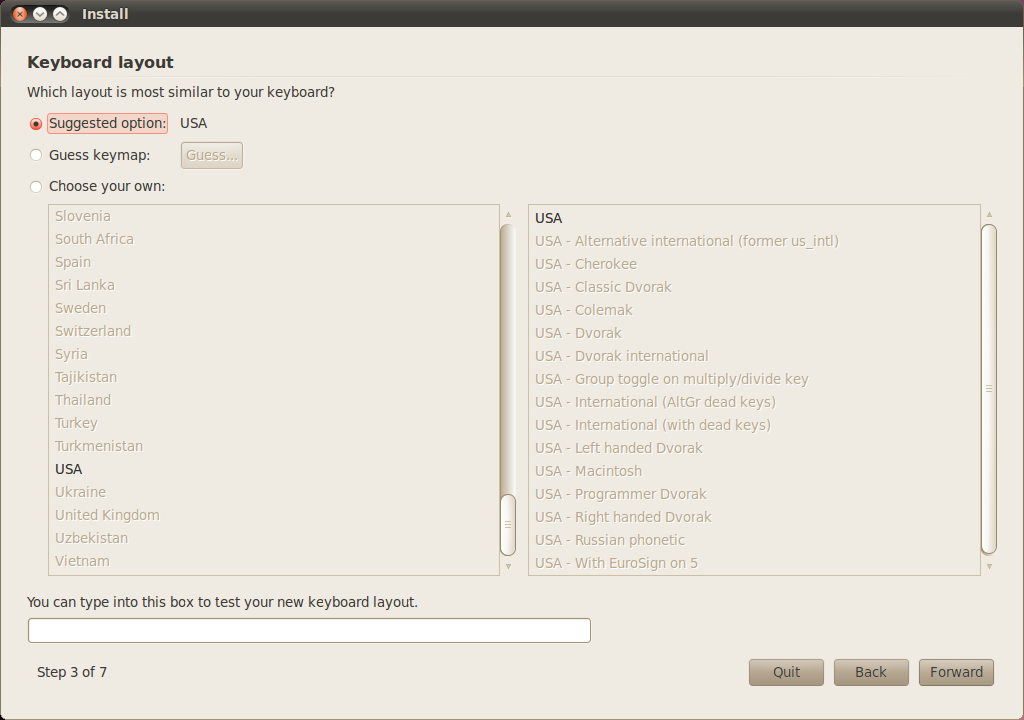 Install
Keyboard layout
Which layout is most similar to your keyboard?
Suggested option: USA
Guess keymap: Guess...
Choose your own:
Slovenia
South Africa
Spain
Sri Lanka
Sweden
Switzerland
Syria
Tajikistan
Thailand
Turkey
Turkmenistan
USA
Ukraine
United Kingdom
Uzbekistan
Vietnam
USA
USA - Alternative international (former us_intl)
USA - Cherokee
USA - Classic Dvorak
USA - Colemak
USA - Dvorak
USA - Dvorak international
USA - Group toggle on multiply/divide key
USA - International (AltGr dead keys)
USA - International (with dead keys)
USA - Left handed Dvorak
USA - Macintosh
USA - Programmer Dvorak
USA - Right handed Dvorak
USA - Russian phonetic
USA - With EuroSign on 5
You can type into this box to test your new keyboard layout.
Step 3 of 7 Quit Back Forward